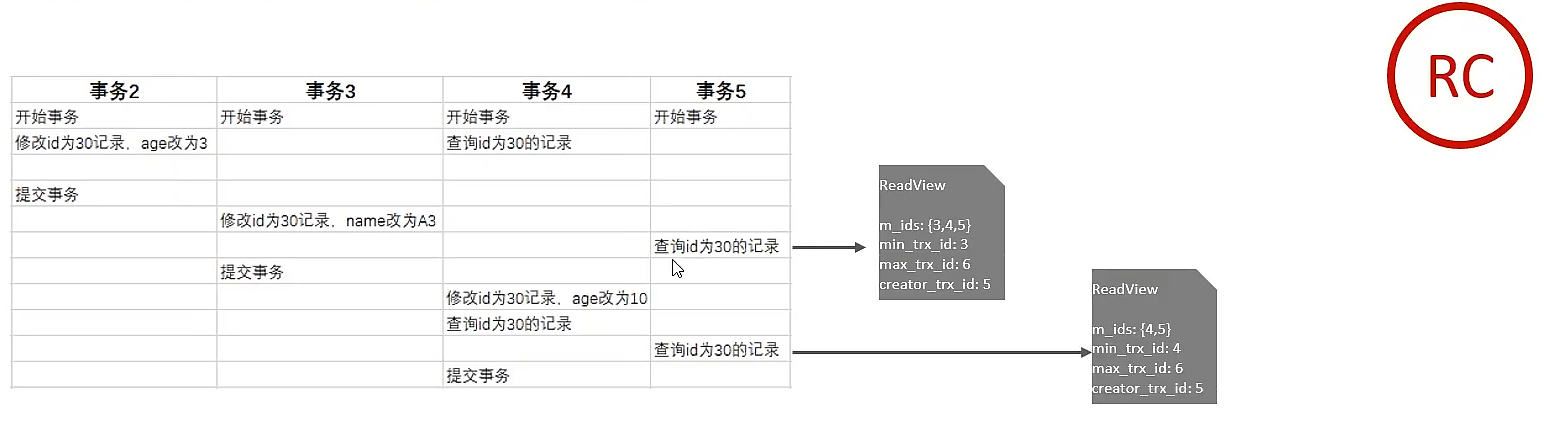 RC
事务2 事务3 事务4 事务5
开始事务 开始事务 开始事务 开始事务
修改id为30记录，age改为3 查询id为30的记录
提交事务
修改id为30记录，name改为A3
查询id为30的记录
提交事务
修改id为30记录，age改为10
查询id为30的记录
查询id为30的记录
提交事务
ReadView
m_ids: {3,4,5}
min_trx_id: 3
max_trx_id: 6
creator_trx_id: 5
ReadView
m_ids: {4,5}
min_trx_id: 4
max_trx_id: 6
creator_trx_id: 5